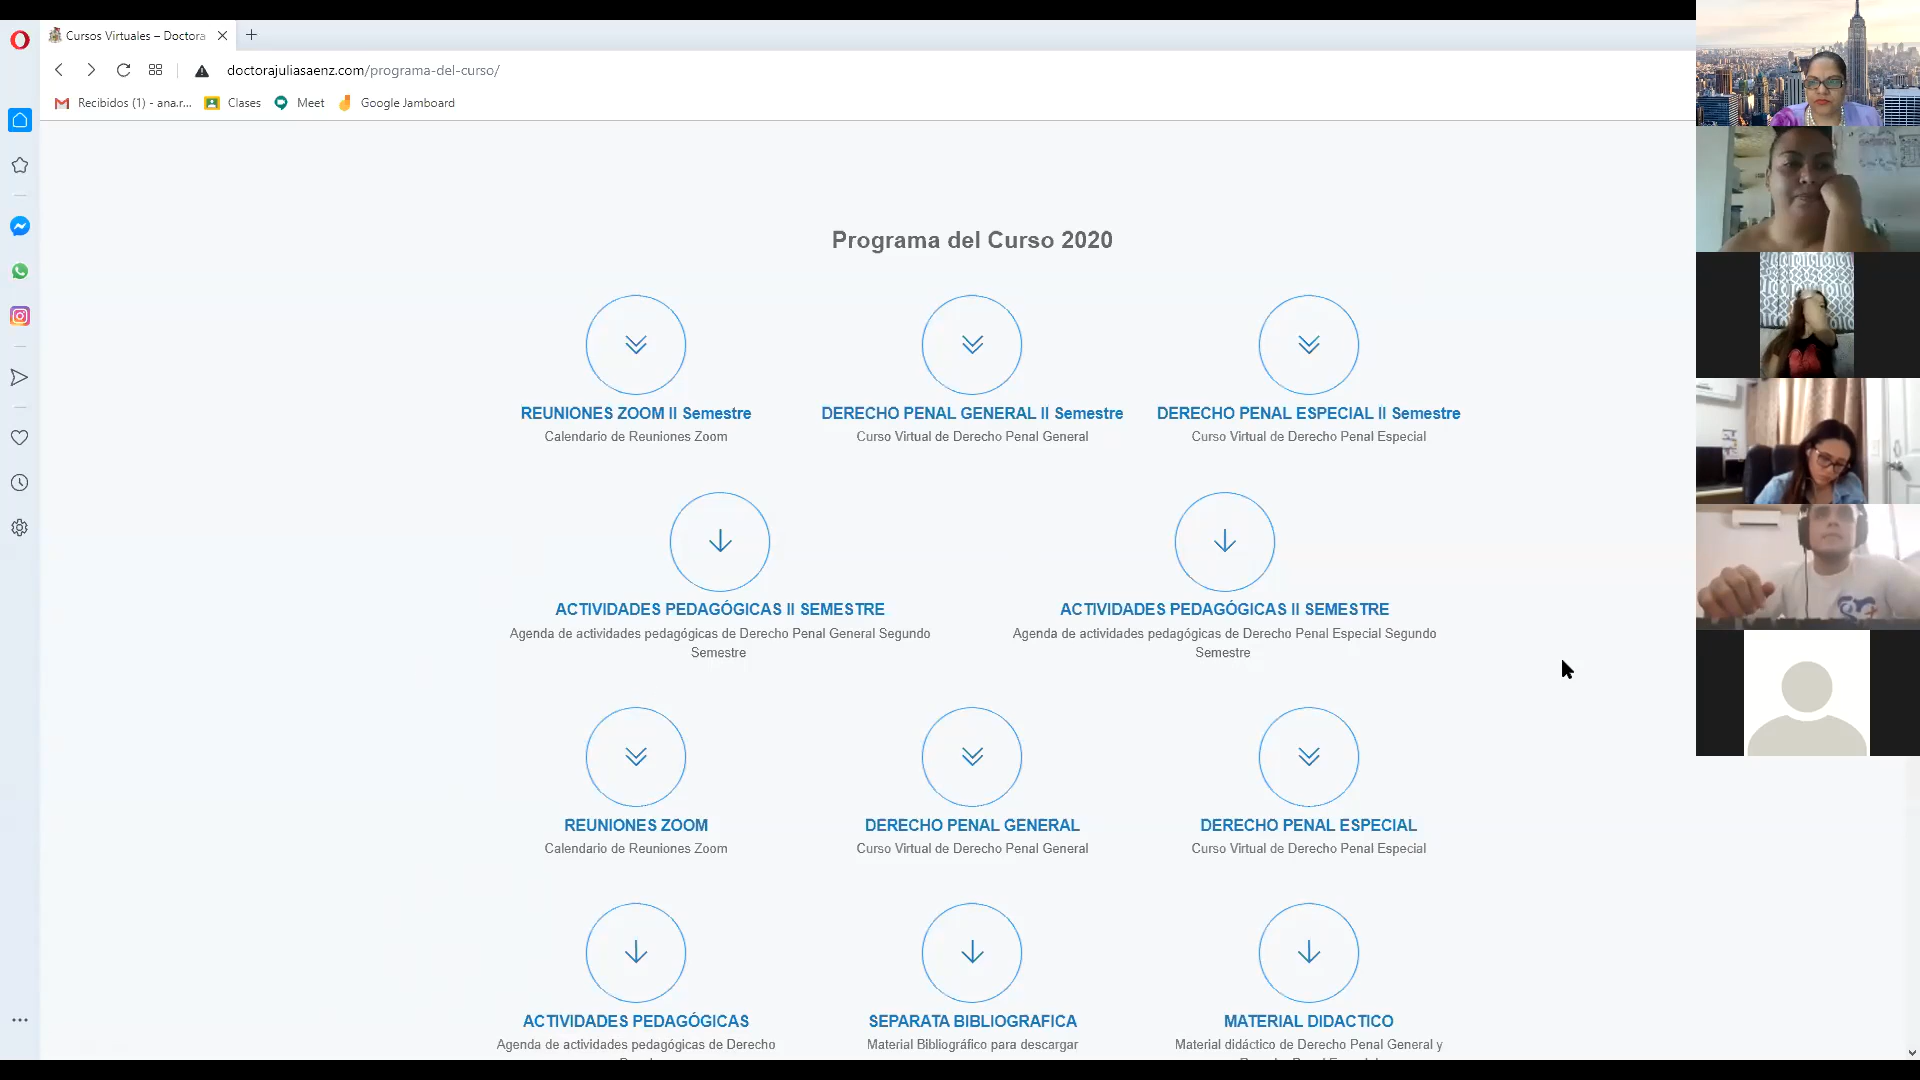 Cursos Virtuales – Doctora
doctorajuliasaenz.com/programa-del-curso/
Recibidos (1) - ana.r... Clases Meet Google Jamboard
Programa del Curso 2020
REUNIONES ZOOM II Semestre
Calendario de Reuniones Zoom
DERECHO PENAL GENERAL II Semestre
Curso Virtual de Derecho Penal General
DERECHO PENAL ESPECIAL II Semestre
Curso Virtual de Derecho Penal Especial
ACTIVIDADES PEDAGÓGICAS II SEMESTRE
Agenda de actividades pedagógicas de Derecho Penal General Segundo
Semestre
ACTIVIDADES PEDAGÓGICAS II SEMESTRE
Agenda de actividades pedagógicas de Derecho Penal Especial Segundo
Semestre
REUNIONES ZOOM
Calendario de Reuniones Zoom
DERECHO PENAL GENERAL
Curso Virtual de Derecho Penal General
DERECHO PENAL ESPECIAL
Curso Virtual de Derecho Penal Especial
ACTIVIDADES PEDAGÓGICAS
Agenda de actividades pedagógicas de Derecho
SEPARATA BIBLIOGRAFICA
Material Bibliográfico para descargar
MATERIAL DIDACTICO
Material didáctico de Derecho Penal General y